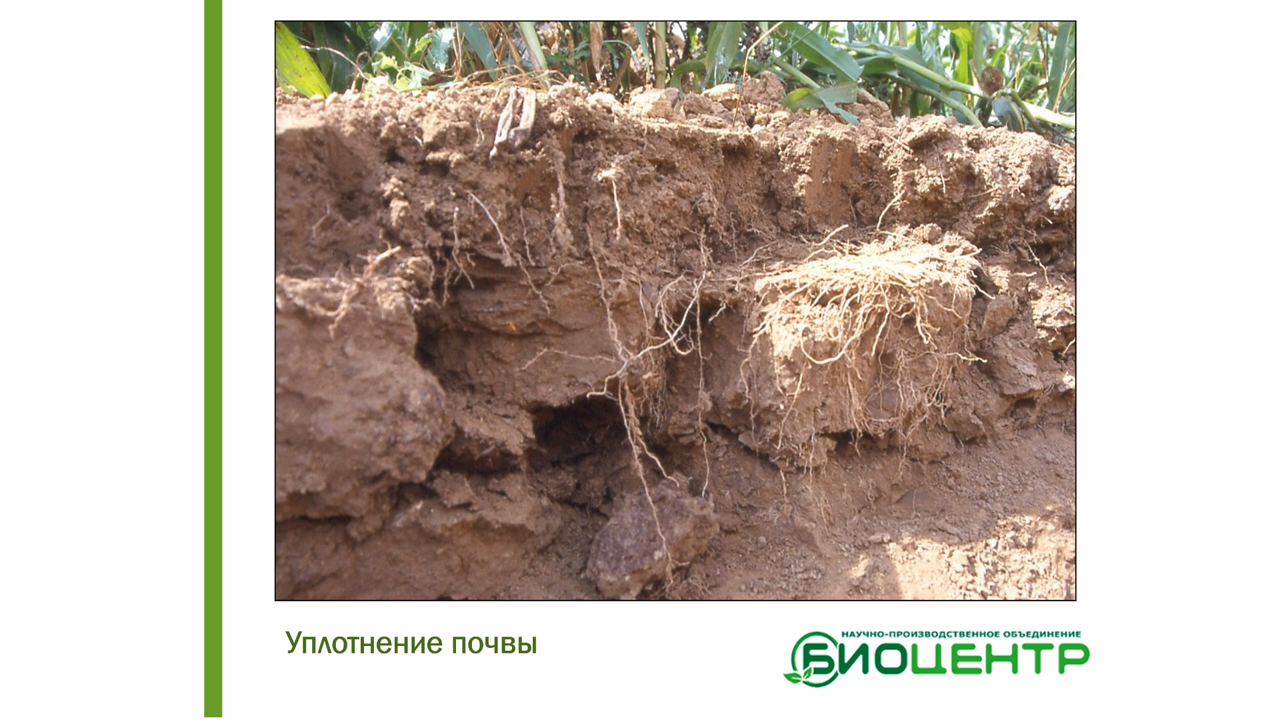 Уплотнение почвы
НАУЧНО-ПРОИЗВОДСТВЕННОЕ ОБЪЕДИНЕНИЕ
БИОЦЕНТР